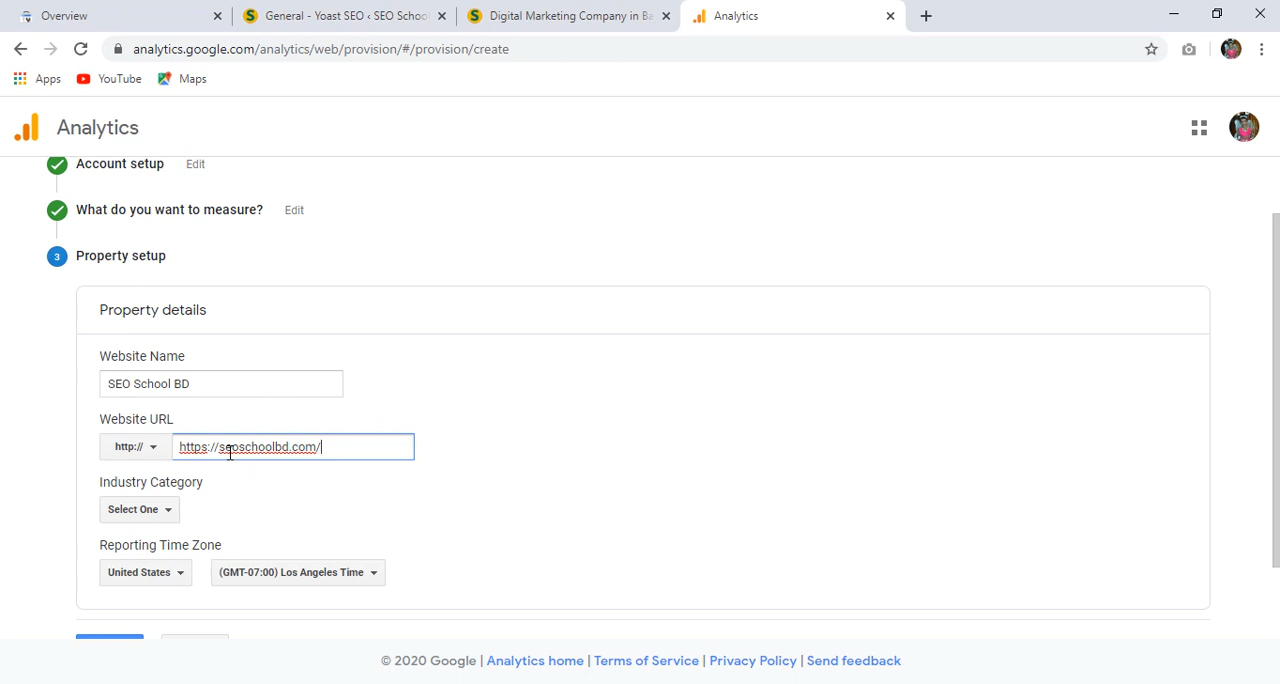 Overview
General - Yoast SEO ‹ SEO School
Digital Marketing Company in Ba
Analytics
analytics.google.com/analytics/web/provision/#/provision/create
Apps
YouTube
Maps
Analytics
Account setup Edit
What do you want to measure? Edit
3 Property setup
Property details
Website Name
SEO School BD
Website URL
http:// https://seoschoolbd.com/
Industry Category
Select One
Reporting Time Zone
United States (GMT-07:00) Los Angeles Time
© 2020 Google | Analytics home | Terms of Service | Privacy Policy | Send feedback